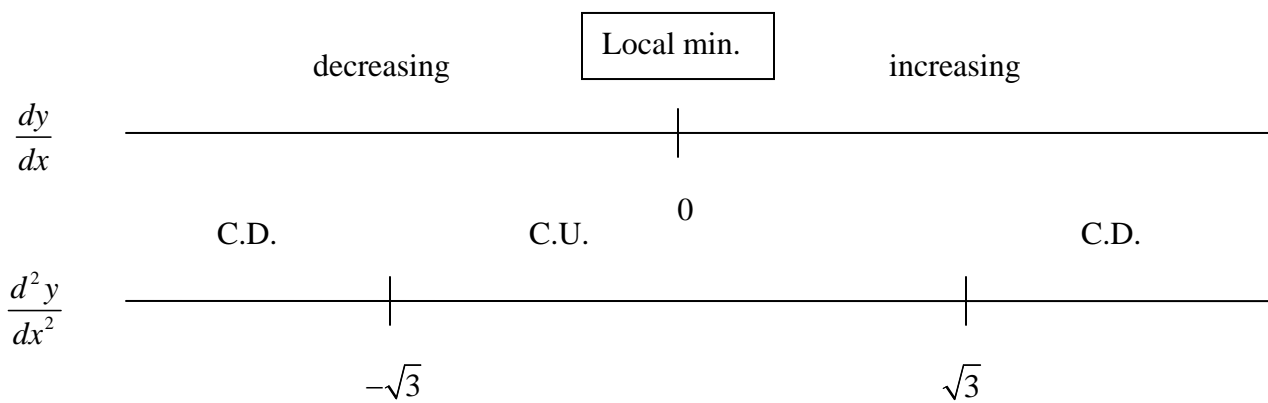 Local min.
decreasing increasing
dy/dx
0
C.D. C.U. C.D.
d²y/dx²
−√3 √3